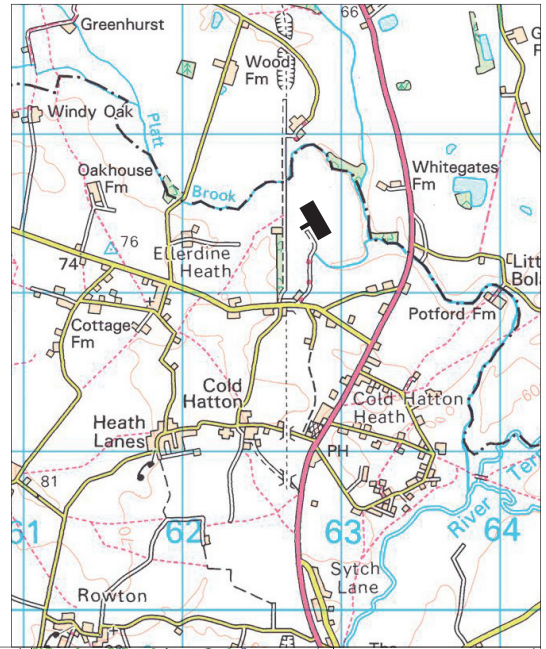 66
Greenhurst
G
F
Wood
Fm
Windy Oak
Platt
Brook
Oakhouse
Fm
Whitegates
Fm
76
74
Ellerdine
Heath
Litt
Bol
Potford Fm
Cottage
Fm
Cold
Hatton
Cold Hatton
Heath
60
Heath
Lanes
PH
81
River Tern
61
62
63
64
Sytch
Lane
Rowton
The